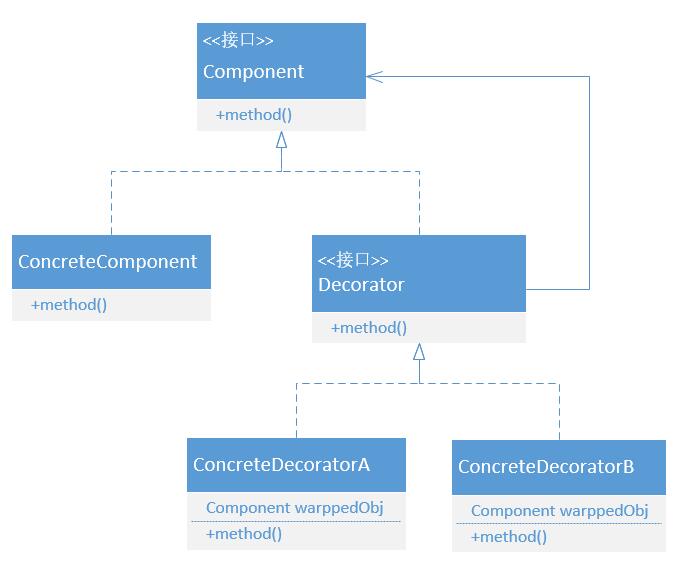 <<接口>>
Component
+method()
ConcreteComponent
+method()
<<接口>>
Decorator
+method()
ConcreteDecoratorA
Component warppedObj
+method()
ConcreteDecoratorB
Component warppedObj
+method()